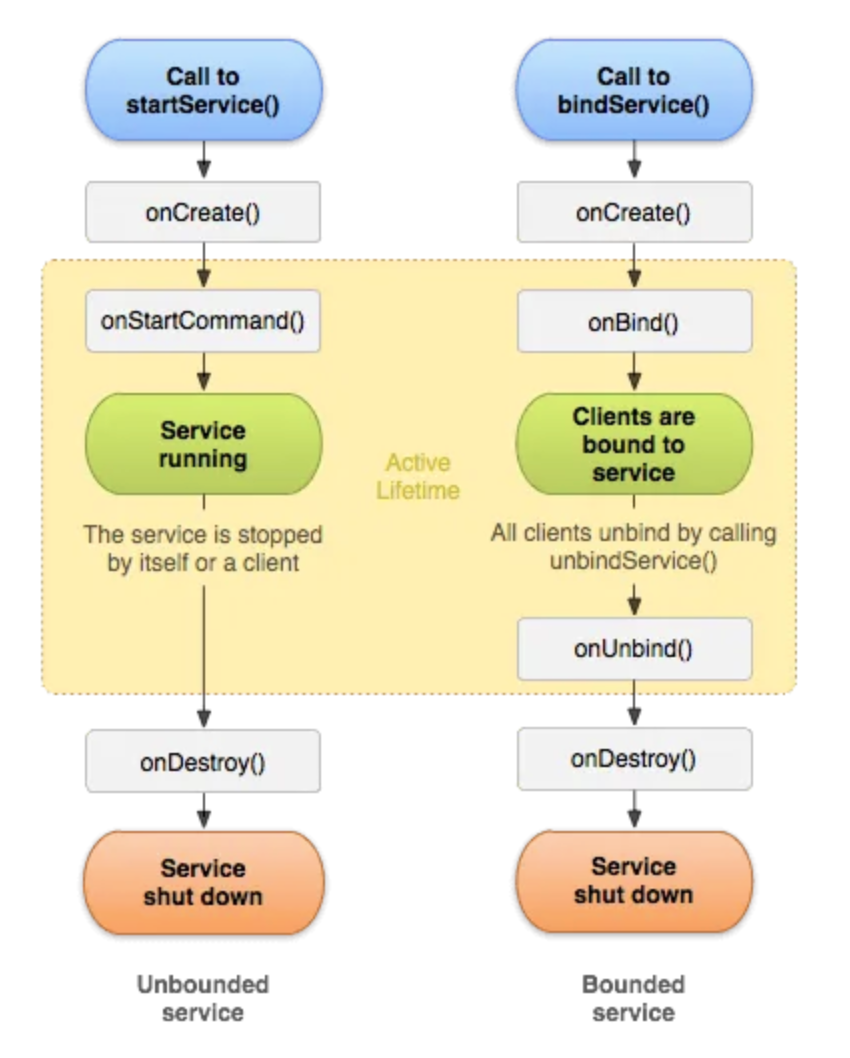 Call to
startService()
onCreate()
onStartCommand()
Service
running
The service is stopped
by itself or a client
onDestroy()
Service
shut down
Unbounded
service
Active
Lifetime
Call to
bindService()
onCreate()
onBind()
Clients are
bound to
service
All clients unbind by calling
unbindService()
onUnbind()
onDestroy()
Service
shut down
Bounded
service